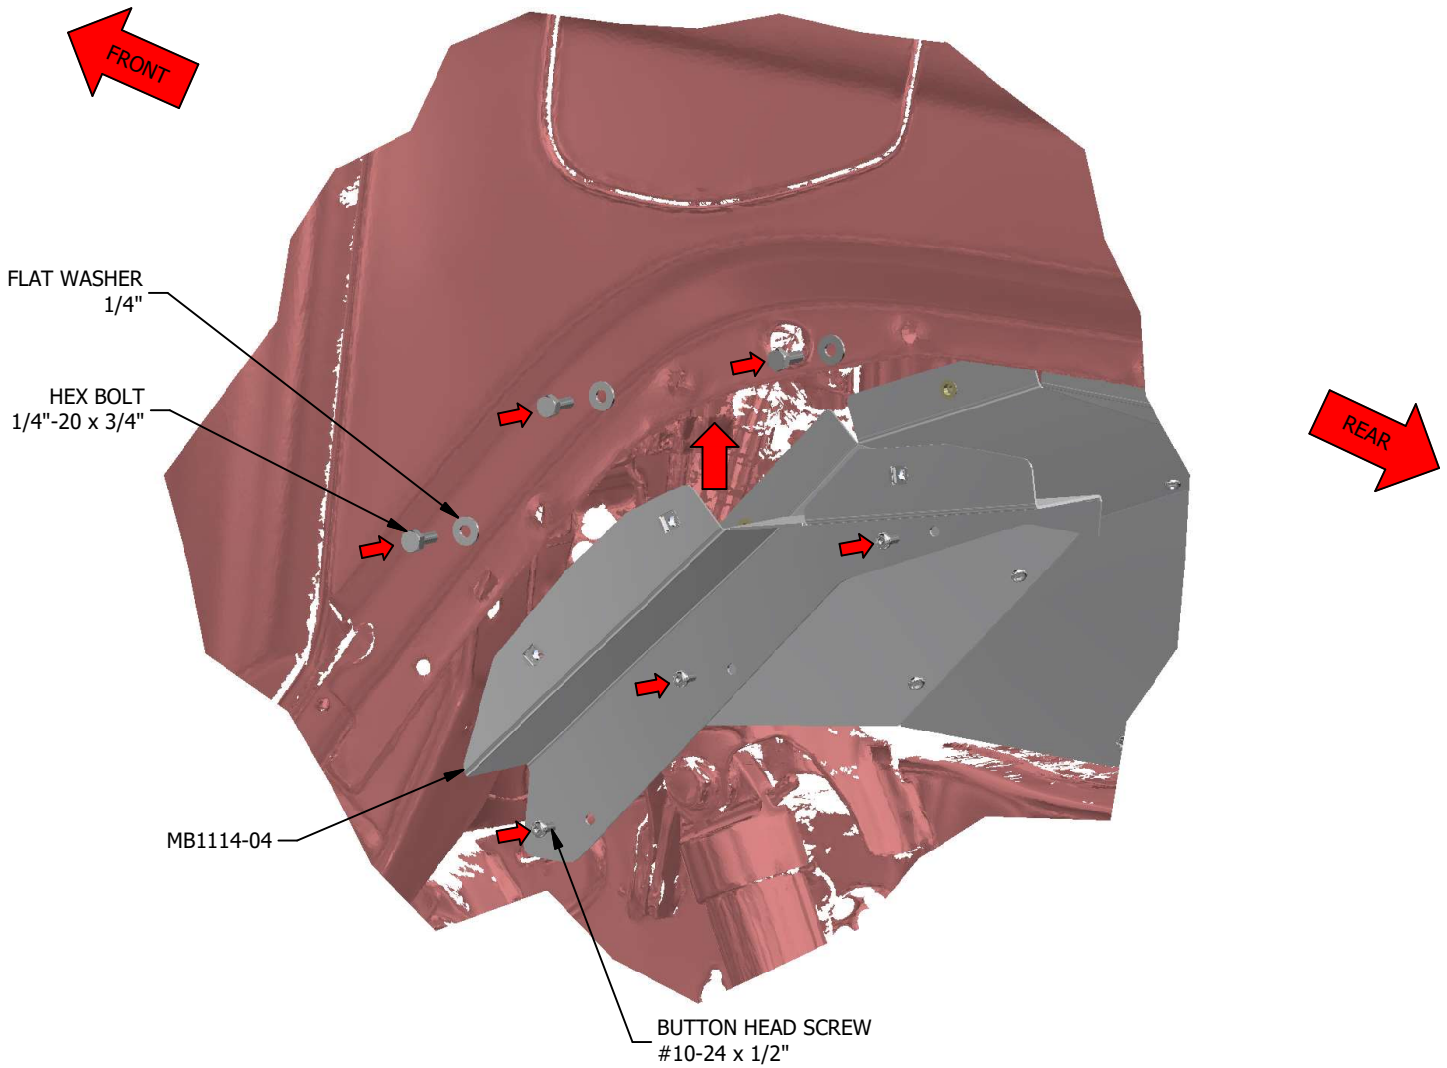 FRONT
FLAT WASHER
1/4"
HEX BOLT
1/4"-20 x 3/4"
REAR
MB1114-04
BUTTON HEAD SCREW
#10-24 x 1/2"